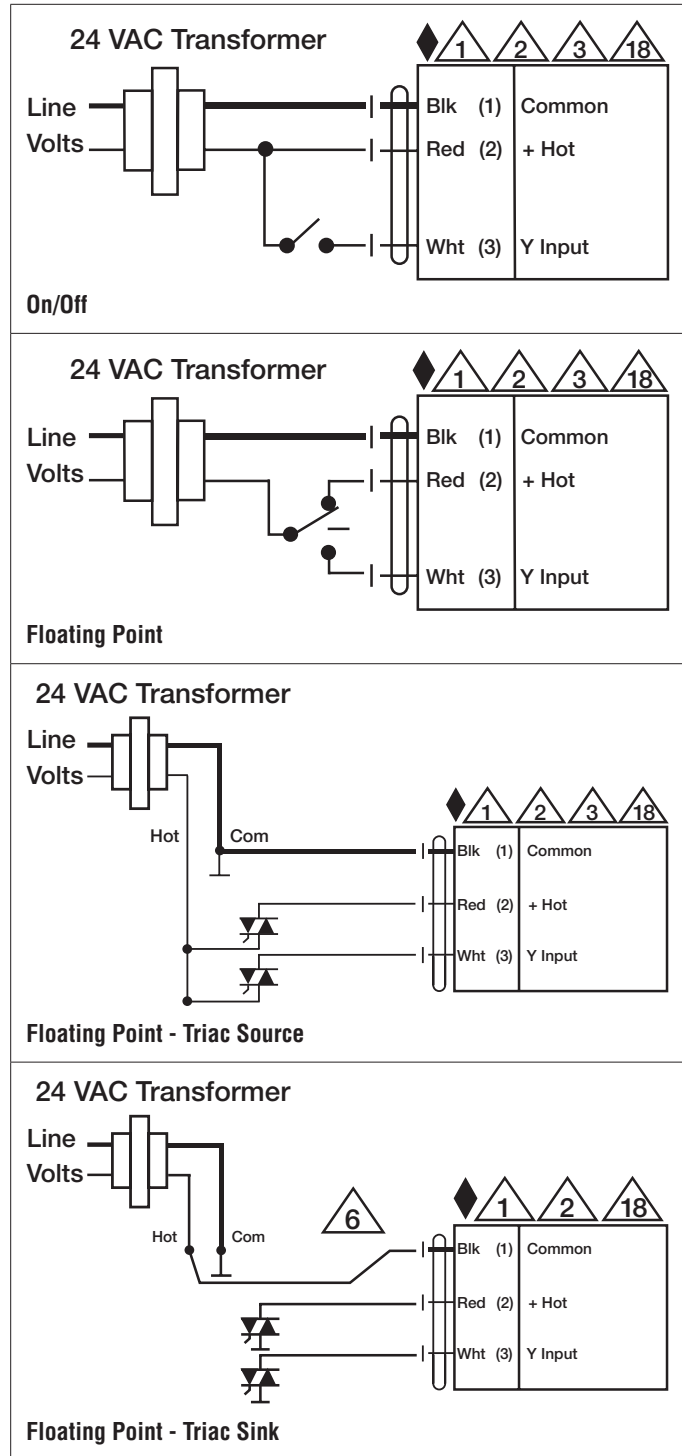 24 VAC Transformer
1 2 3 18
Line
Volts
Blk (1) Common
Red (2) + Hot
Wht (3) Y Input
On/Off
24 VAC Transformer
1 2 3 18
Line
Volts
Blk (1) Common
Red (2) + Hot
Wht (3) Y Input
Floating Point
24 VAC Transformer
Line
Volts
Hot Com
1 2 3 18
Blk (1) Common
Red (2) + Hot
Wht (3) Y Input
Floating Point - Triac Source
24 VAC Transformer
Line
Volts
Hot Com
6
1 2 18
Blk (1) Common
Red (2) + Hot
Wht (3) Y Input
Floating Point - Triac Sink